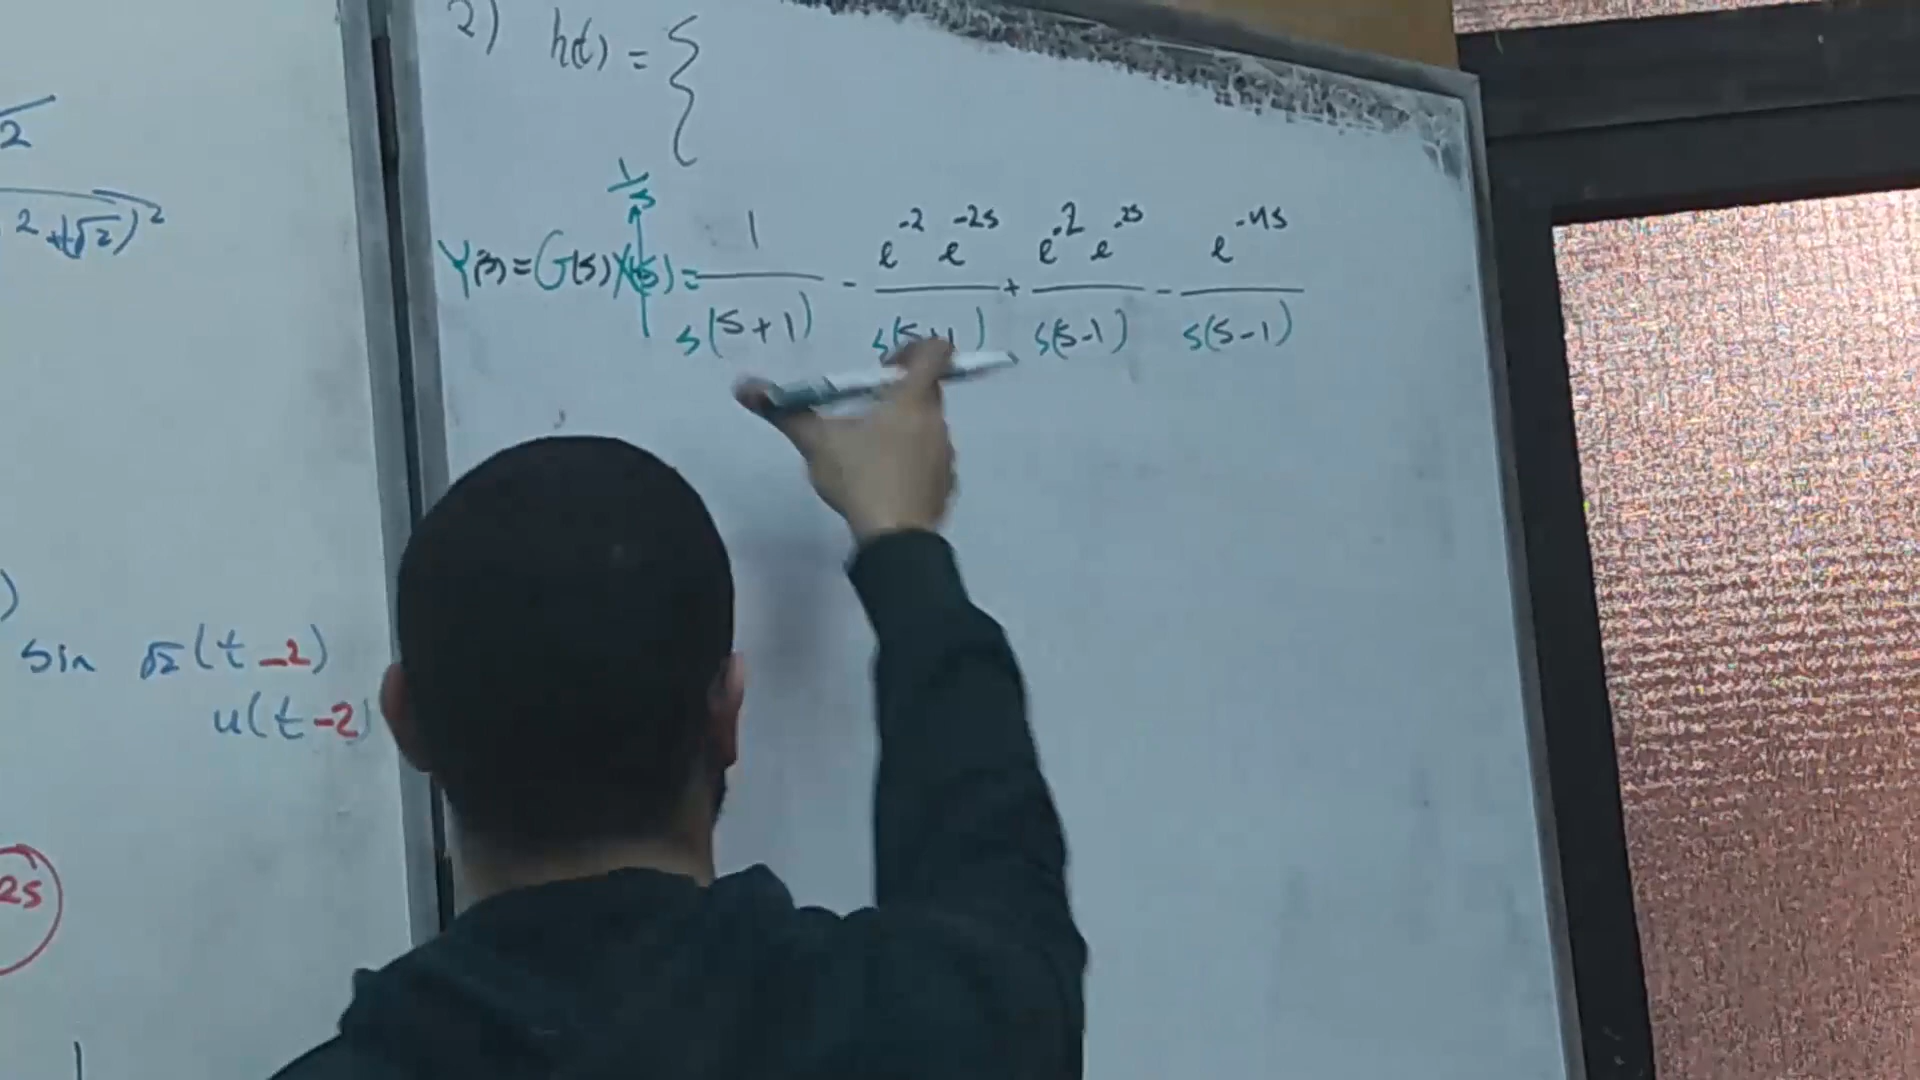 2
2 + (√2))²
)
sin √2(t-2)
u(t-2)
2s
2) h(t) = {
1/s
Y(s) = G(s) X(s) = 1/s(s+1) - e^-2 e^-2s/s(s+1) + e^-2 e^-2s/s(s-1) - e^-4s/s(s-1)